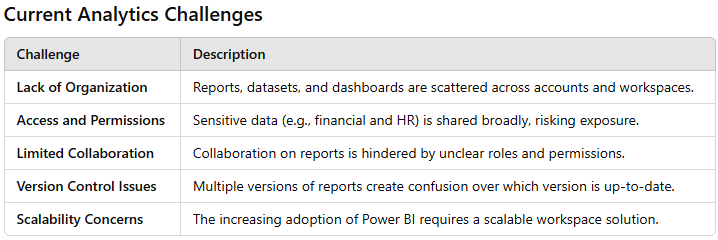 Current Analytics Challenges
Challenge Description
Lack of Organization Reports, datasets, and dashboards are scattered across accounts and workspaces.
Access and Permissions Sensitive data (e.g., financial and HR) is shared broadly, risking exposure.
Limited Collaboration Collaboration on reports is hindered by unclear roles and permissions.
Version Control Issues Multiple versions of reports create confusion over which version is up-to-date.
Scalability Concerns The increasing adoption of Power BI requires a scalable workspace solution.